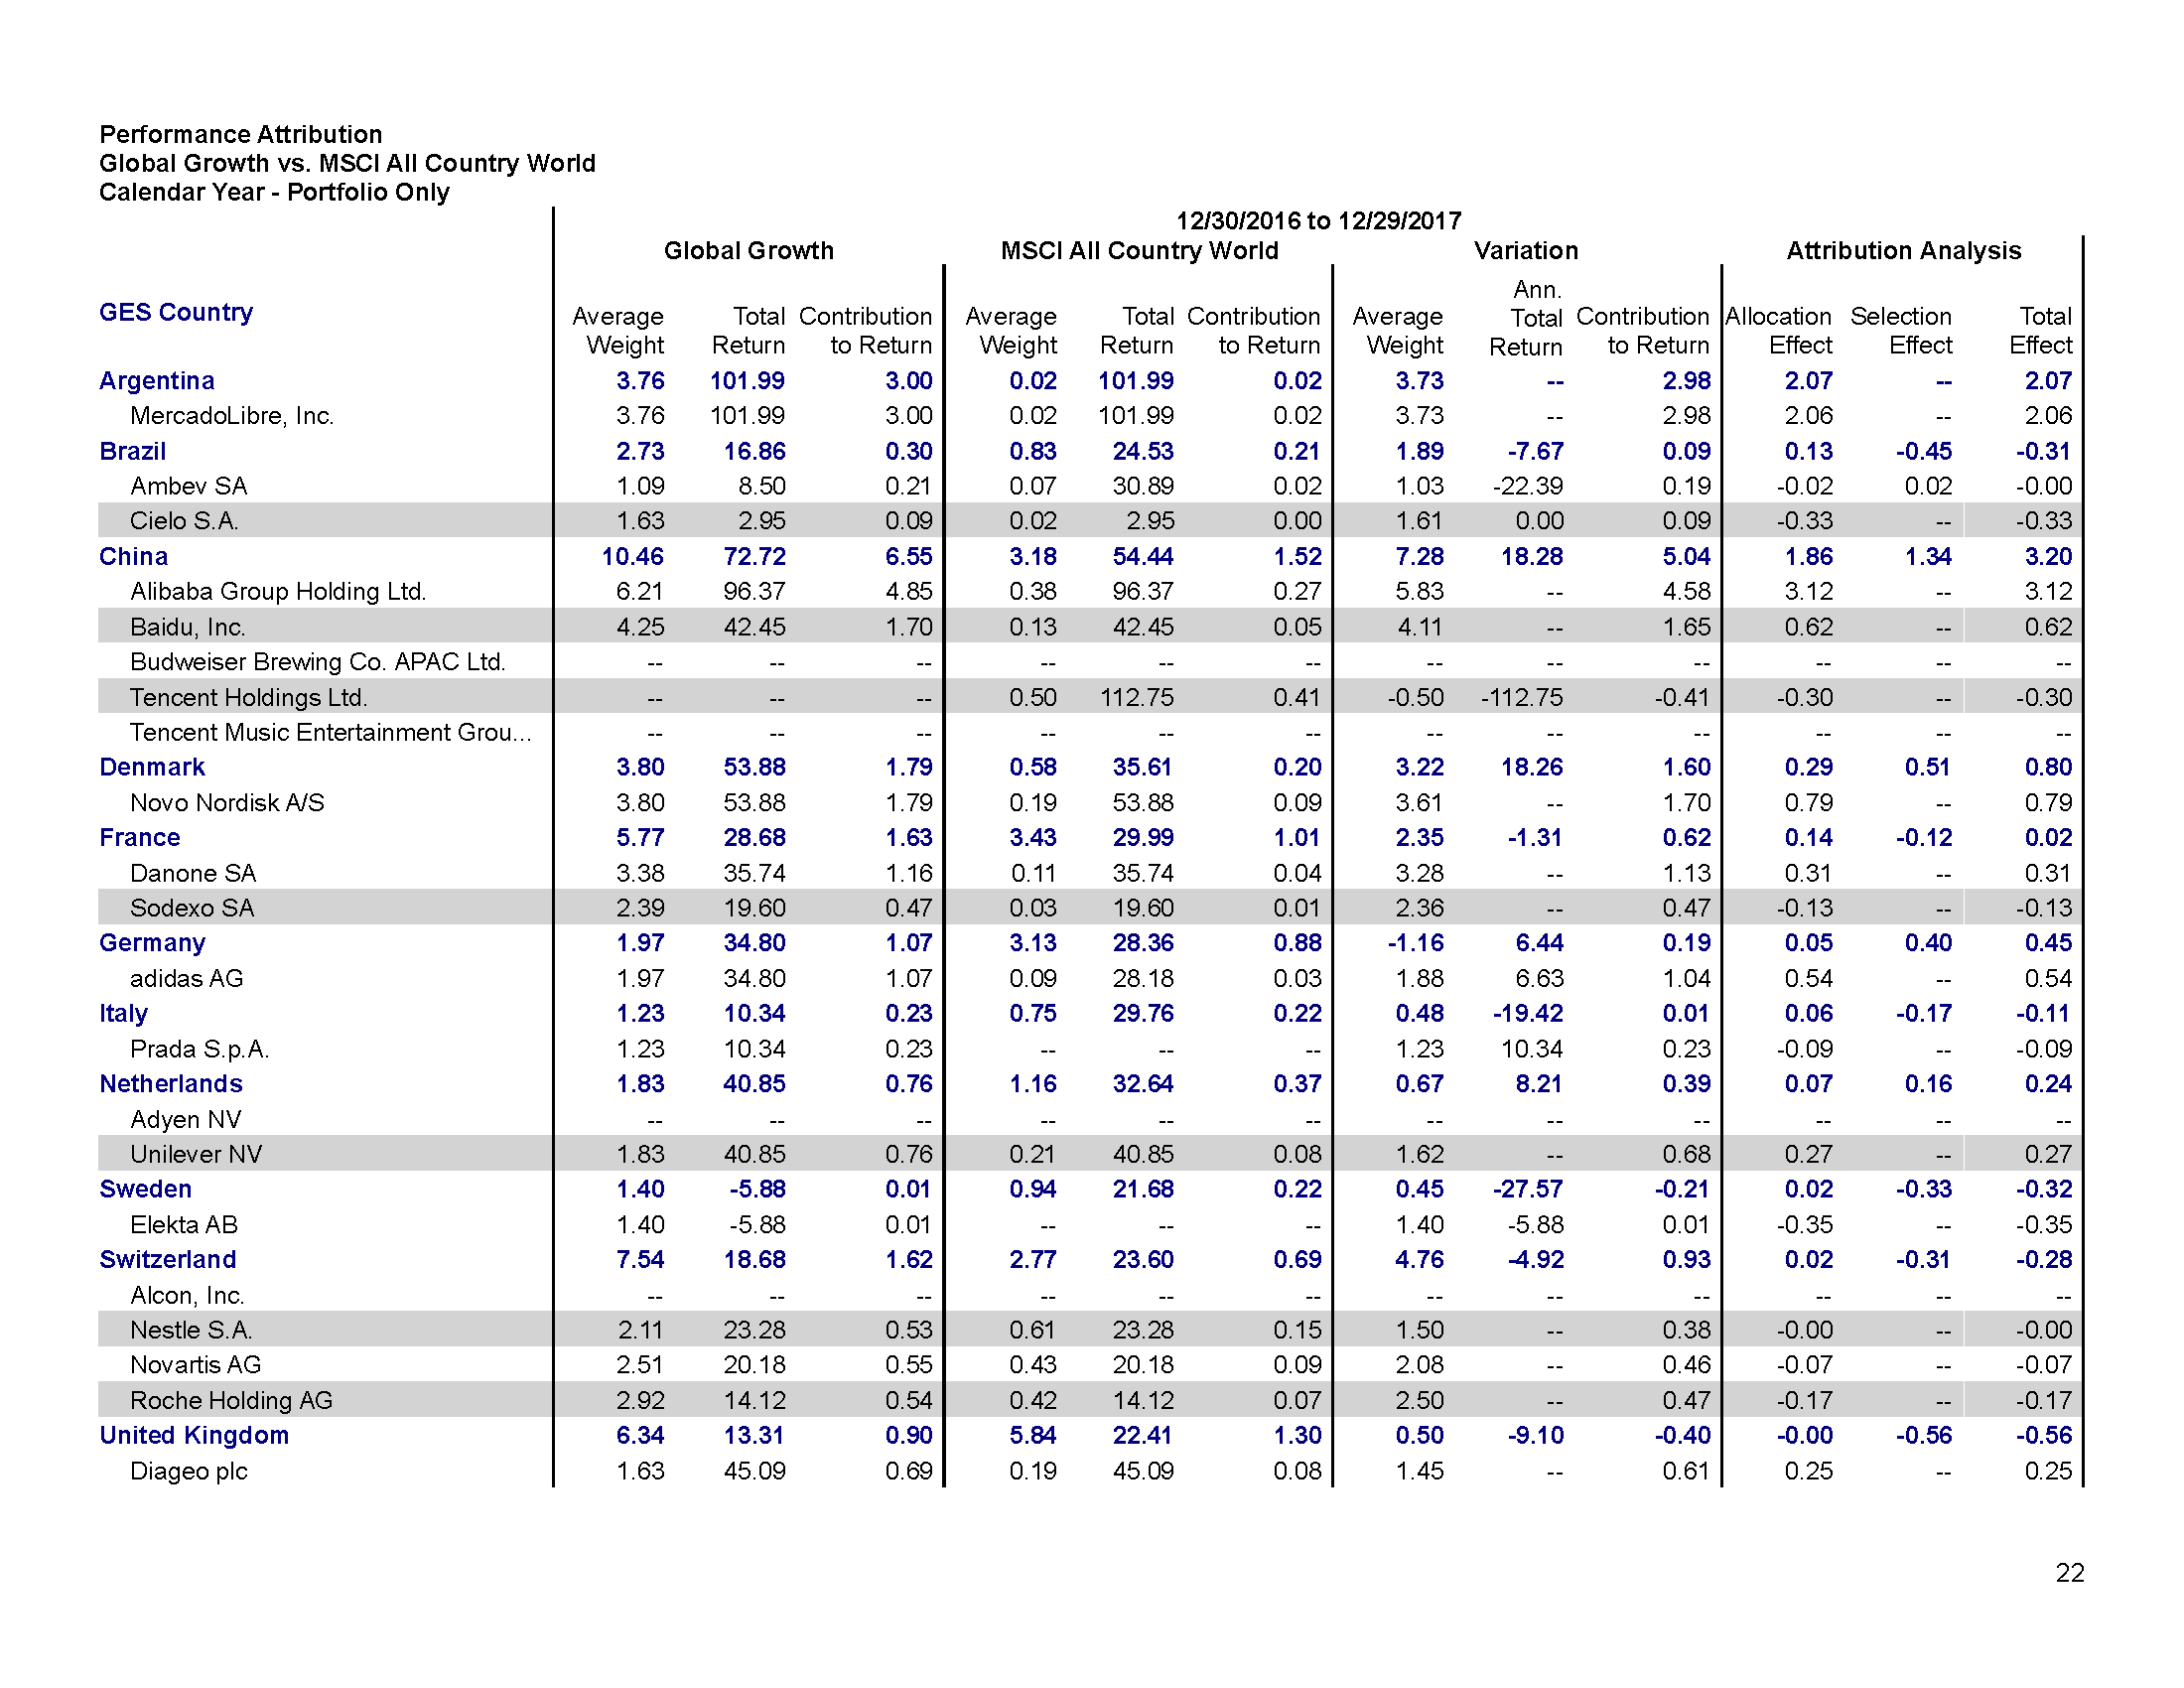 Performance Attribution
Global Growth vs. MSCI All Country World
Calendar Year - Portfolio Only
12/30/2016 to 12/29/2017
Global Growth MSCI All Country World Variation Attribution Analysis
GES Country Average Weight Total Return Contribution to Return Average Weight Total Return Contribution to Return Average Weight Ann. Total Return Contribution to Return Allocation Effect Selection Effect Total Effect
Argentina 3.76 101.99 3.00 0.02 101.99 0.02 3.73 -- 2.98 2.07 -- 2.07
MercadoLibre, Inc. 3.76 101.99 3.00 0.02 101.99 0.02 3.73 -- 2.98 2.06 -- 2.06
Brazil 2.73 16.86 0.30 0.83 24.53 0.21 1.89 -7.67 0.09 0.13 -0.45 -0.31
Ambev SA 1.09 8.50 0.21 0.07 30.89 0.02 1.03 -22.39 0.19 -0.02 0.02 -0.00
Cielo S.A. 1.63 2.95 0.09 0.02 2.95 0.00 1.61 0.00 0.09 -0.33 -- -0.33
China 10.46 72.72 6.55 3.18 54.44 1.52 7.28 18.28 5.04 1.86 1.34 3.20
Alibaba Group Holding Ltd. 6.21 96.37 4.85 0.38 96.37 0.27 5.83 -- 4.58 3.12 -- 3.12
Baidu, Inc. 4.25 42.45 1.70 0.13 42.45 0.05 4.11 -- 1.65 0.62 -- 0.62
Budweiser Brewing Co. APAC Ltd. -- -- -- -- -- -- -- -- -- -- -- --
Tencent Holdings Ltd. -- -- -- 0.50 112.75 0.41 -0.50 -112.75 -0.41 -0.30 -- -0.30
Tencent Music Entertainment Grou... -- -- -- -- -- -- -- -- -- -- -- --
Denmark 3.80 53.88 1.79 0.58 35.61 0.20 3.22 18.26 1.60 0.29 0.51 0.80
Novo Nordisk A/S 3.80 53.88 1.79 0.19 53.88 0.09 3.61 -- 1.70 0.79 -- 0.79
France 5.77 28.68 1.63 3.43 29.99 1.01 2.35 -1.31 0.62 0.14 -0.12 0.02
Danone SA 3.38 35.74 1.16 0.11 35.74 0.04 3.28 -- 1.13 0.31 -- 0.31
Sodexo SA 2.39 19.60 0.47 0.03 19.60 0.01 2.36 -- 0.47 -0.13 -- -0.13
Germany 1.97 34.80 1.07 3.13 28.36 0.88 -1.16 6.44 0.19 0.05 0.40 0.45
adidas AG 1.97 34.80 1.07 0.09 28.18 0.03 1.88 6.63 1.04 0.54 -- 0.54
Italy 1.23 10.34 0.23 0.75 29.76 0.22 0.48 -19.42 0.01 0.06 -0.17 -0.11
Prada S.p.A. 1.23 10.34 0.23 -- -- -- 1.23 10.34 0.23 -0.09 -- -0.09
Netherlands 1.83 40.85 0.76 1.16 32.64 0.37 0.67 8.21 0.39 0.07 0.16 0.24
Adyen NV -- -- -- -- -- -- -- -- -- -- -- --
Unilever NV 1.83 40.85 0.76 0.21 40.85 0.08 1.62 -- 0.68 0.27 -- 0.27
Sweden 1.40 -5.88 0.01 0.94 21.68 0.22 0.45 -27.57 -0.21 0.02 -0.33 -0.32
Elekta AB 1.40 -5.88 0.01 -- -- -- 1.40 -5.88 0.01 -0.35 -- -0.35
Switzerland 7.54 18.68 1.62 2.77 23.60 0.69 4.76 -4.92 0.93 0.02 -0.31 -0.28
Alcon, Inc. -- -- -- -- -- -- -- -- -- -- -- --
Nestle S.A. 2.11 23.28 0.53 0.61 23.28 0.15 1.50 -- 0.38 -0.00 -- -0.00
Novartis AG 2.51 20.18 0.55 0.43 20.18 0.09 2.08 -- 0.46 -0.07 -- -0.07
Roche Holding AG 2.92 14.12 0.54 0.42 14.12 0.07 2.50 -- 0.47 -0.17 -- -0.17
United Kingdom 6.34 13.31 0.90 5.84 22.41 1.30 0.50 -9.10 -0.40 -0.00 -0.56 -0.56
Diageo plc 1.63 45.09 0.69 0.19 45.09 0.08 1.45 -- 0.61 0.25 -- 0.25
22